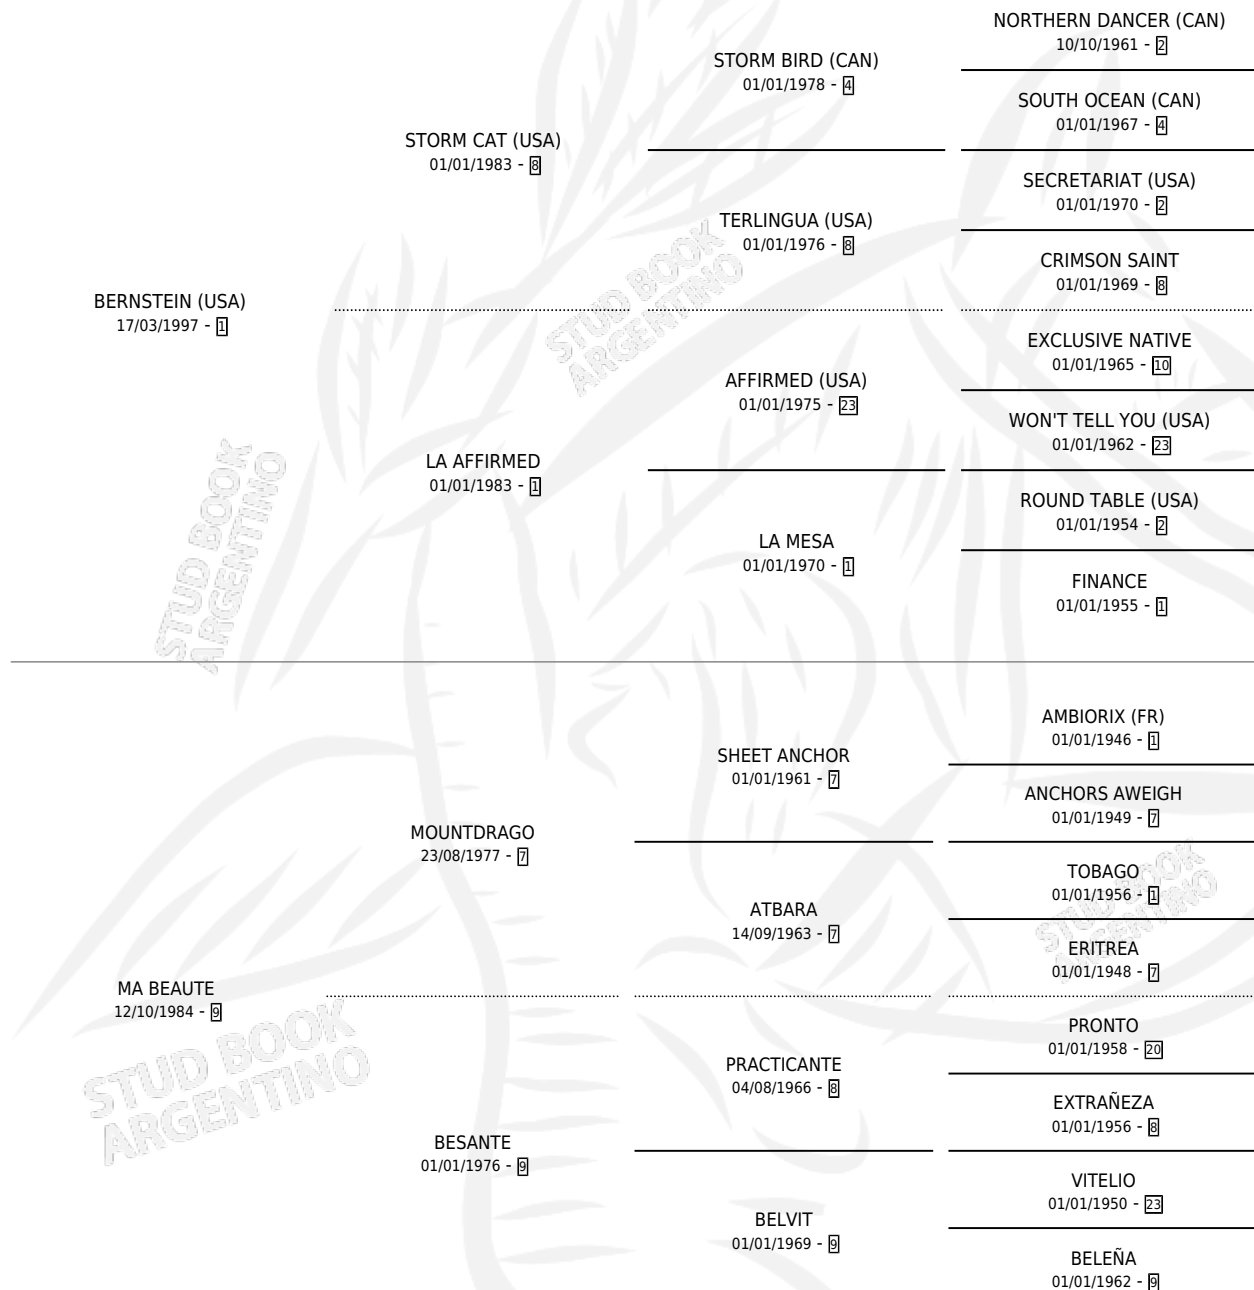 NORTHERN DANCER (CAN)
10/10/1961 - 2
STORM BIRD (CAN)
01/01/1978 - 4
SOUTH OCEAN (CAN)
01/01/1967 - 4
STORM CAT (USA)
01/01/1983 - 8
SECRETARIAT (USA)
01/01/1970 - 2
TERLINGUA (USA)
01/01/1976 - 8
CRIMSON SAINT
01/01/1969 - 8
BERNSTEIN (USA)
17/03/1997 - 1
STUD BOOK
ARGENTINO
EXCLUSIVE NATIVE
01/01/1965 - 10
AFFIRMED (USA)
01/01/1975 - 23
WON'T TELL YOU (USA)
01/01/1962 - 23
LA AFFIRMED
01/01/1983 - 1
ROUND TABLE (USA)
01/01/1954 - 2
LA MESA
01/01/1970 - 1
FINANCE
01/01/1955 - 1
STUD BOOK
ARGENTINO
AMBIORIX (FR)
01/01/1946 - 1
SHEET ANCHOR
01/01/1961 - 7
ANCHORS AWEIGH
01/01/1949 - 7
MOUNTDRAGO
23/08/1977 - 7
TOBAGO
01/01/1956 - 1
ATBARA
14/09/1963 - 7
STUD BOOK
ARGENTINO
ERITREA
01/01/1948 - 7
MA BEAUTE
12/10/1984 - 9
STUD BOOK
ARGENTINO
PRONTO
01/01/1958 - 20
PRACTICANTE
04/08/1966 - 8
EXTRAÑEZA
01/01/1956 - 8
BESANTE
01/01/1976 - 9
VITELIO
01/01/1950 - 23
BELVIT
01/01/1969 - 9
BELEÑA
01/01/1962 - 9